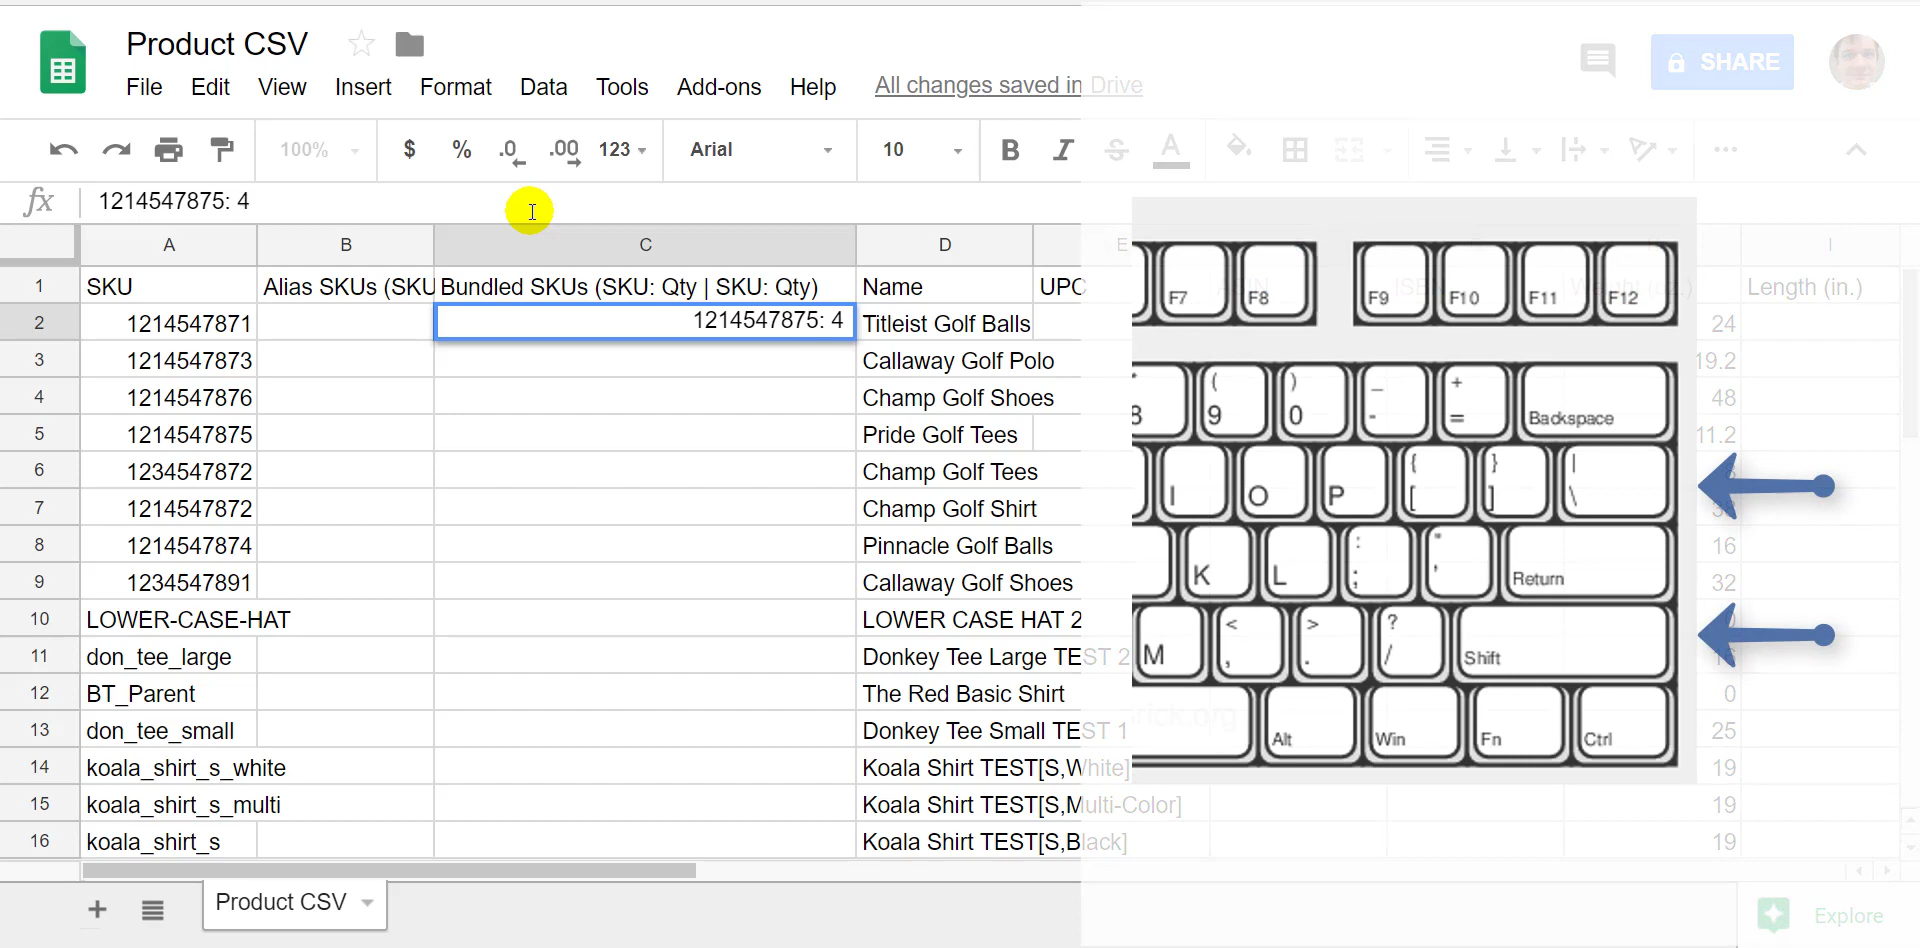 Product CSV
File Edit View Insert Format Data Tools Add-ons Help All changes saved in Drive
SHARE
100% $ % .0 .00 123 Arial 10 B I S A
fx 1214547875: 4
A B C D E I
1 SKU Alias SKUs (SKU Bundled SKUs (SKU: Qty | SKU: Qty) Name UPC Length (in.)
2 1214547871 1214547875: 4 Titleist Golf Balls 24
3 1214547873 Callaway Golf Polo 19.2
4 1214547876 Champ Golf Shoes 48
5 1214547875 Pride Golf Tees 11.2
6 1234547872 Champ Golf Tees
7 1214547872 Champ Golf Shirt
8 1214547874 Pinnacle Golf Balls 16
9 1234547891 Callaway Golf Shoes 32
10 LOWER-CASE-HAT LOWER CASE HAT 2
11 don_tee_large Donkey Tee Large TEST 2
12 BT_Parent The Red Basic Shirt 0
13 don_tee_small Donkey Tee Small TEST 1 25
14 koala_shirt_s_white Koala Shirt TEST[S,White] 19
15 koala_shirt_s_multi Koala Shirt TEST[S,Multi-Color] 19
16 koala_shirt_s Koala Shirt TEST[S,Black] 19
F7 F8 F9 F10 F11 F12
8 ( 9 ) 0 _ - + = Backspace
I O P { [ } ] | \
K L : ; " ' Return
M < , > . ? / Shift
Alt Win Fn Ctrl
Product CSV
Explore